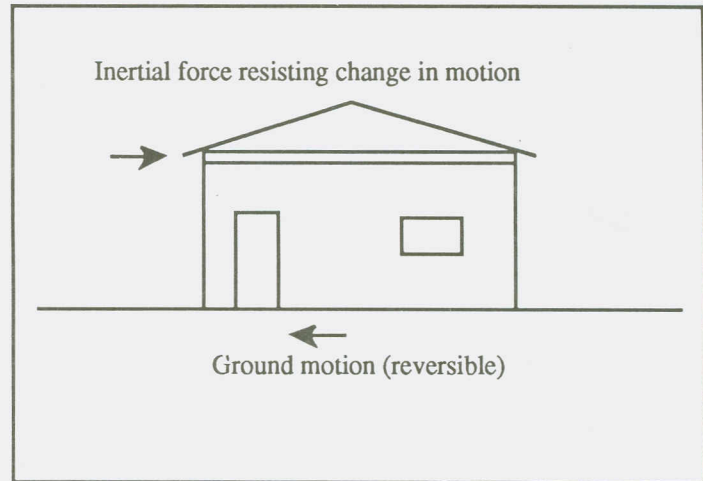 Inertial force resisting change in motion
Ground motion (reversible)